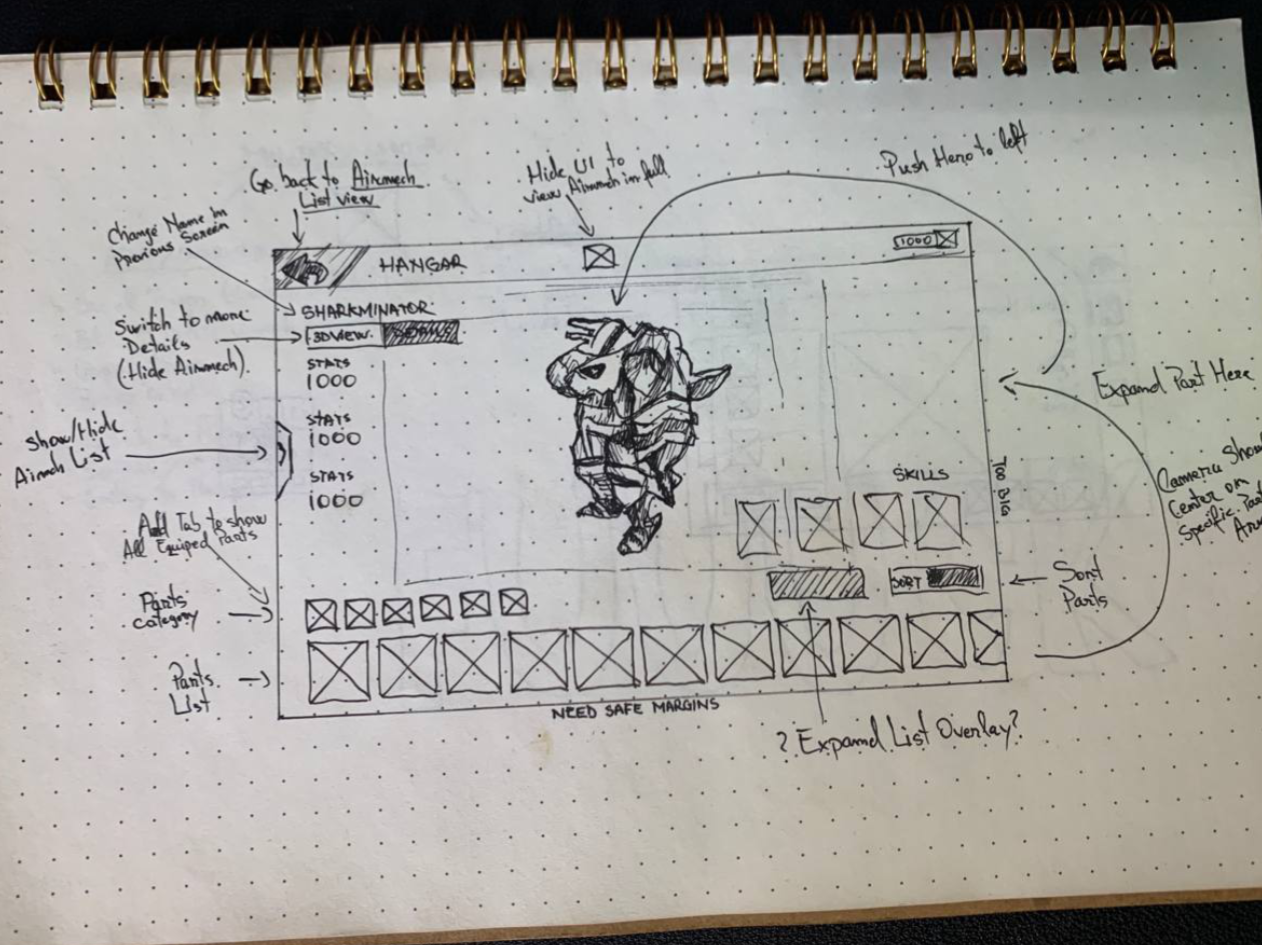 Go back to Airmech
List view
Hide UI to
view Airmech in full
Push Hero to left
Change Name in
Previous Screen
HANGAR
1000
SHARKMINATOR
Switch to more
Details
(Hide Airmech).
3D VIEW
STATS
1000
STATS
1000
STATS
1000
Show/Hide
Airmech List
Expand Part Here
SKILLS
TOO BIG
Camera Show
Center on
Specific Part
Add Tab to show
All Equiped Parts
Parts
category
SORT
Sort
Parts
Parts
List
NEED SAFE MARGINS
? Expand List Overlay?